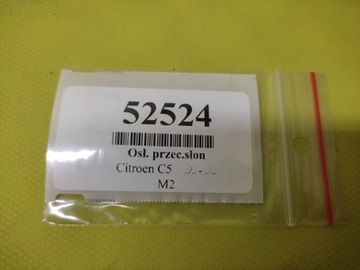 52524
Osł. przec.słon
Citroen C5 ../.. - ../..
M2